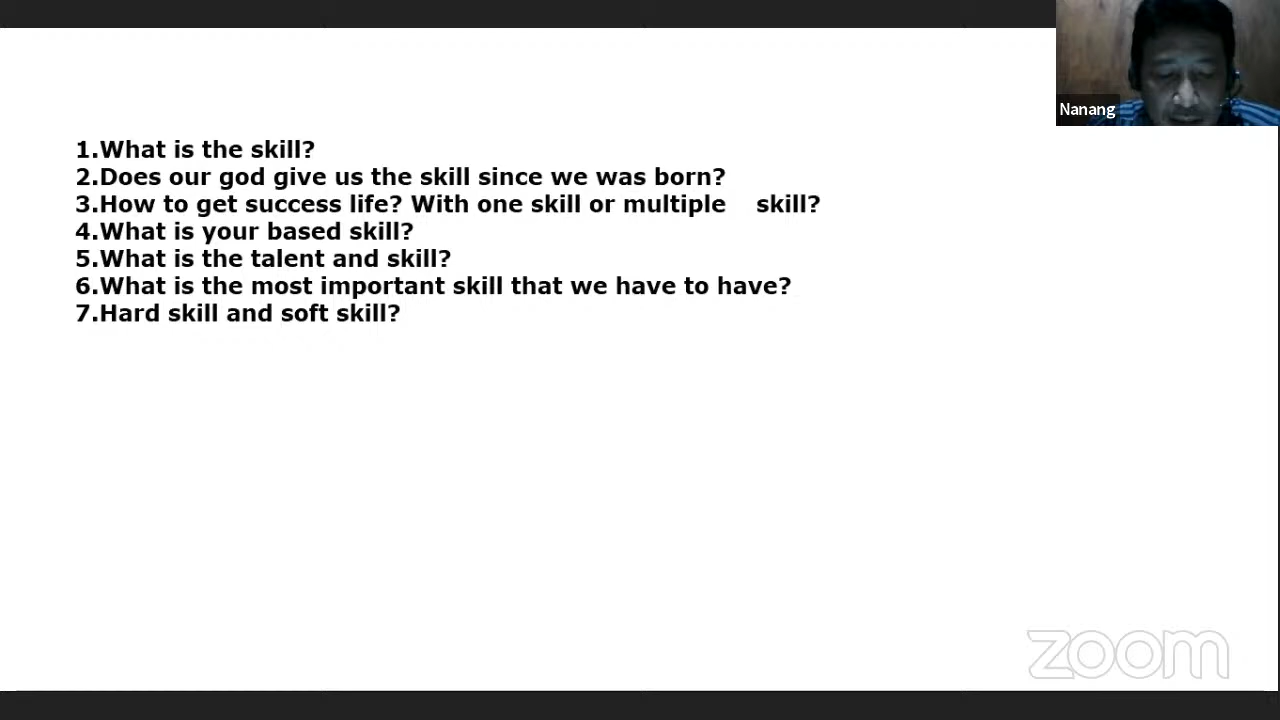 1.What is the skill?
2.Does our god give us the skill since we was born?
3.How to get success life? With one skill or multiple    skill?
4.What is your based skill?
5.What is the talent and skill?
6.What is the most important skill that we have to have?
7.Hard skill and soft skill?
Nanang
zoom